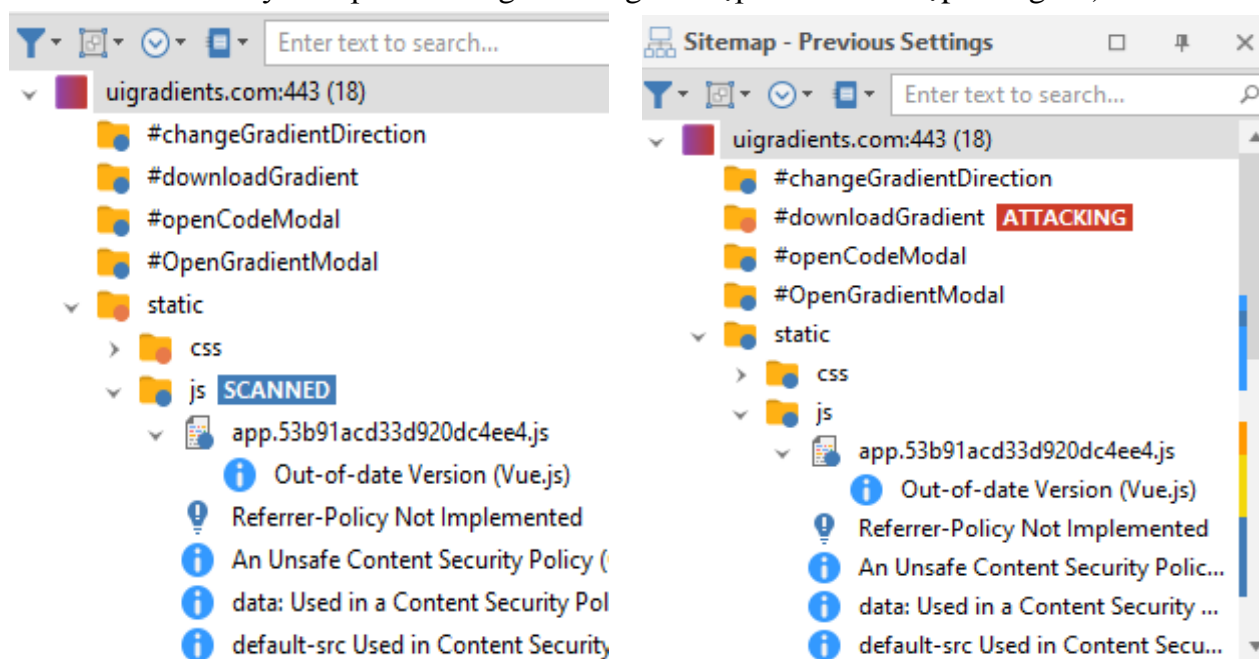 Enter text to search...
uigradients.com:443 (18)
#changeGradientDirection
#downloadGradient
#openCodeModal
#OpenGradientModal
static
css
js SCANNED
app.53b91acd33d920dc4ee4.js
Out-of-date Version (Vue.js)
Referrer-Policy Not Implemented
An Unsafe Content Security Policy (
data: Used in a Content Security Pol
default-src Used in Content Security
Sitemap - Previous Settings
Enter text to search...
uigradients.com:443 (18)
#changeGradientDirection
#downloadGradient ATTACKING
#openCodeModal
#OpenGradientModal
static
css
js
app.53b91acd33d920dc4ee4.js
Out-of-date Version (Vue.js)
Referrer-Policy Not Implemented
An Unsafe Content Security Polic...
data: Used in a Content Security ...
default-src Used in Content Secu...